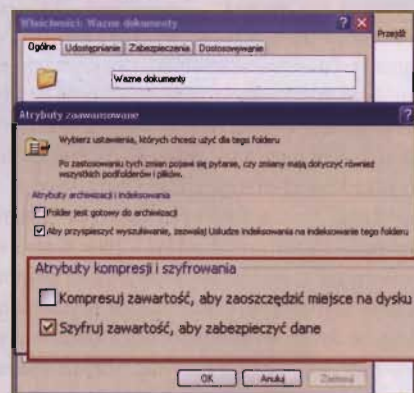 Właściwości: Wazne dokumenty
Przejdź
Ogólne Udostępnianie Zabezpieczenia Dostosowywanie
Wazne dokumenty
Atrybuty zaawansowane
Wybierz ustawienia, których chcesz użyć dla tego folderu
Po zastosowaniu tych zmian pojawi się pytanie, czy zmiany mają dotyczyć również
wszystkich podfolderów i plików.
Atrybuty archiwizacji i indeksowania
Folder jest gotowy do archiwizacji
Aby przyspieszyć wyszukiwanie, zezwalaj Usłudze indeksowania na indeksowanie tego folderu
Atrybuty kompresji i szyfrowania
Kompresuj zawartość, aby zaoszczędzić miejsce na dysku
Szyfruj zawartość, aby zabezpieczyć dane
OK Anuluj Zastosuj